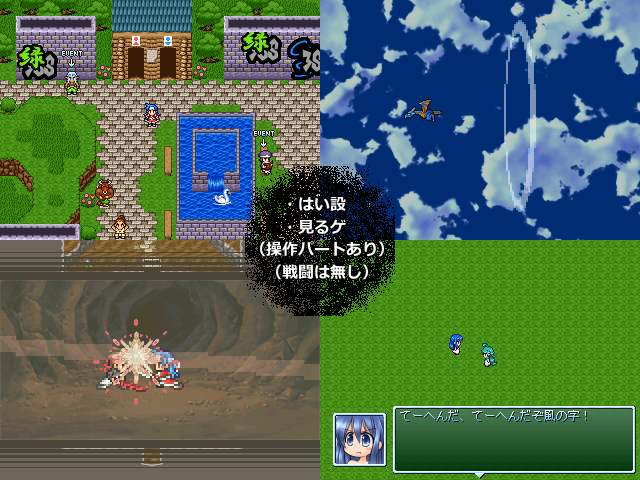 EVENT
緑
緑
EVENT
・はい設
・見るゲ
（操作パートあり）
（戦闘は無し）
てーへんだ、てーへんだぞ風の字！